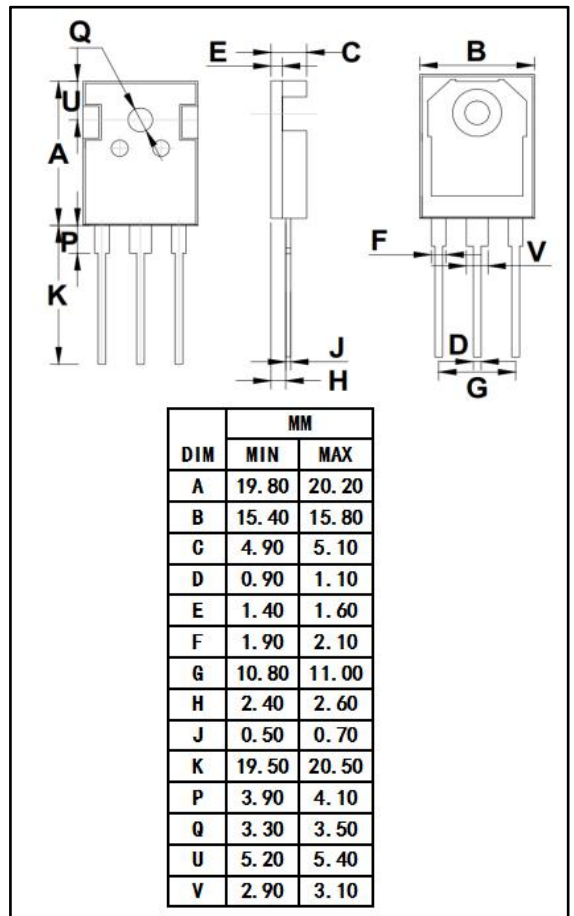 Q
E
C
B
U
A
P
K
F
V
J
D
H
G
MM
DIM MIN MAX
A 19.80 20.20
B 15.40 15.80
C 4.90 5.10
D 0.90 1.10
E 1.40 1.60
F 1.90 2.10
G 10.80 11.00
H 2.40 2.60
J 0.50 0.70
K 19.50 20.50
P 3.90 4.10
Q 3.30 3.50
U 5.20 5.40
V 2.90 3.10